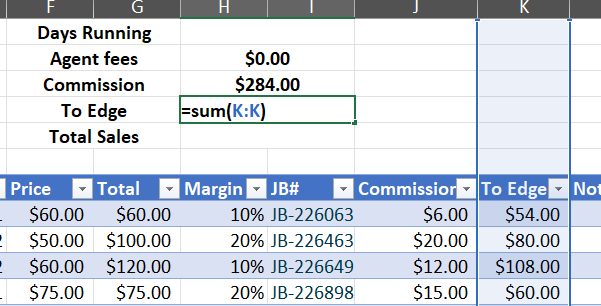 F G H I J K
Days Running
Agent fees $0.00
Commission $284.00
To Edge =sum(K:K)
Total Sales
Price Total Margin JB# Commission To Edge Not
$60.00 $60.00 10% JB-226063 $6.00 $54.00
$50.00 $100.00 20% JB-226463 $20.00 $80.00
$60.00 $120.00 10% JB-226649 $12.00 $108.00
$75.00 $75.00 20% JB-226898 $15.00 $60.00